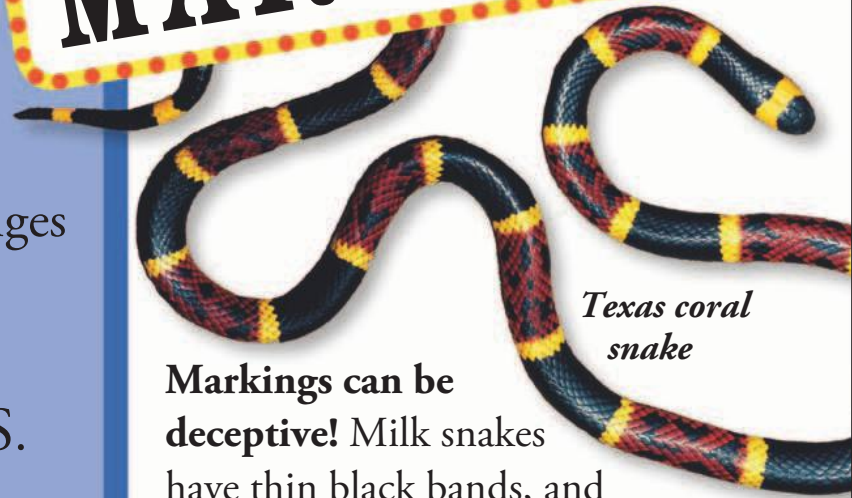 Texas coral
snake
Markings can be
deceptive! Milk snakes
have thin black bands, and